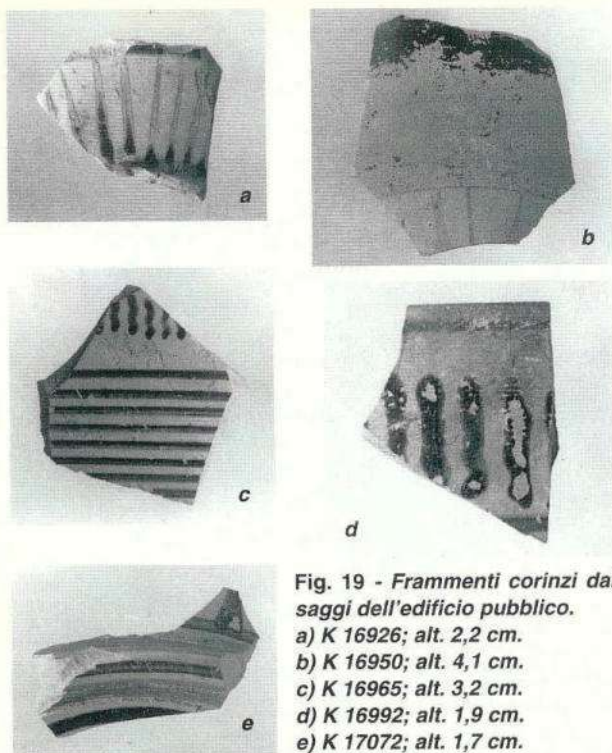 a
b
c
d
e
Fig. 19 - Frammenti corinzi da
saggi dell'edificio pubblico.
a) K 16926; alt. 2,2 cm.
b) K 16950; alt. 4,1 cm.
c) K 16965; alt. 3,2 cm.
d) K 16992; alt. 1,9 cm.
e) K 17072; alt. 1,7 cm.